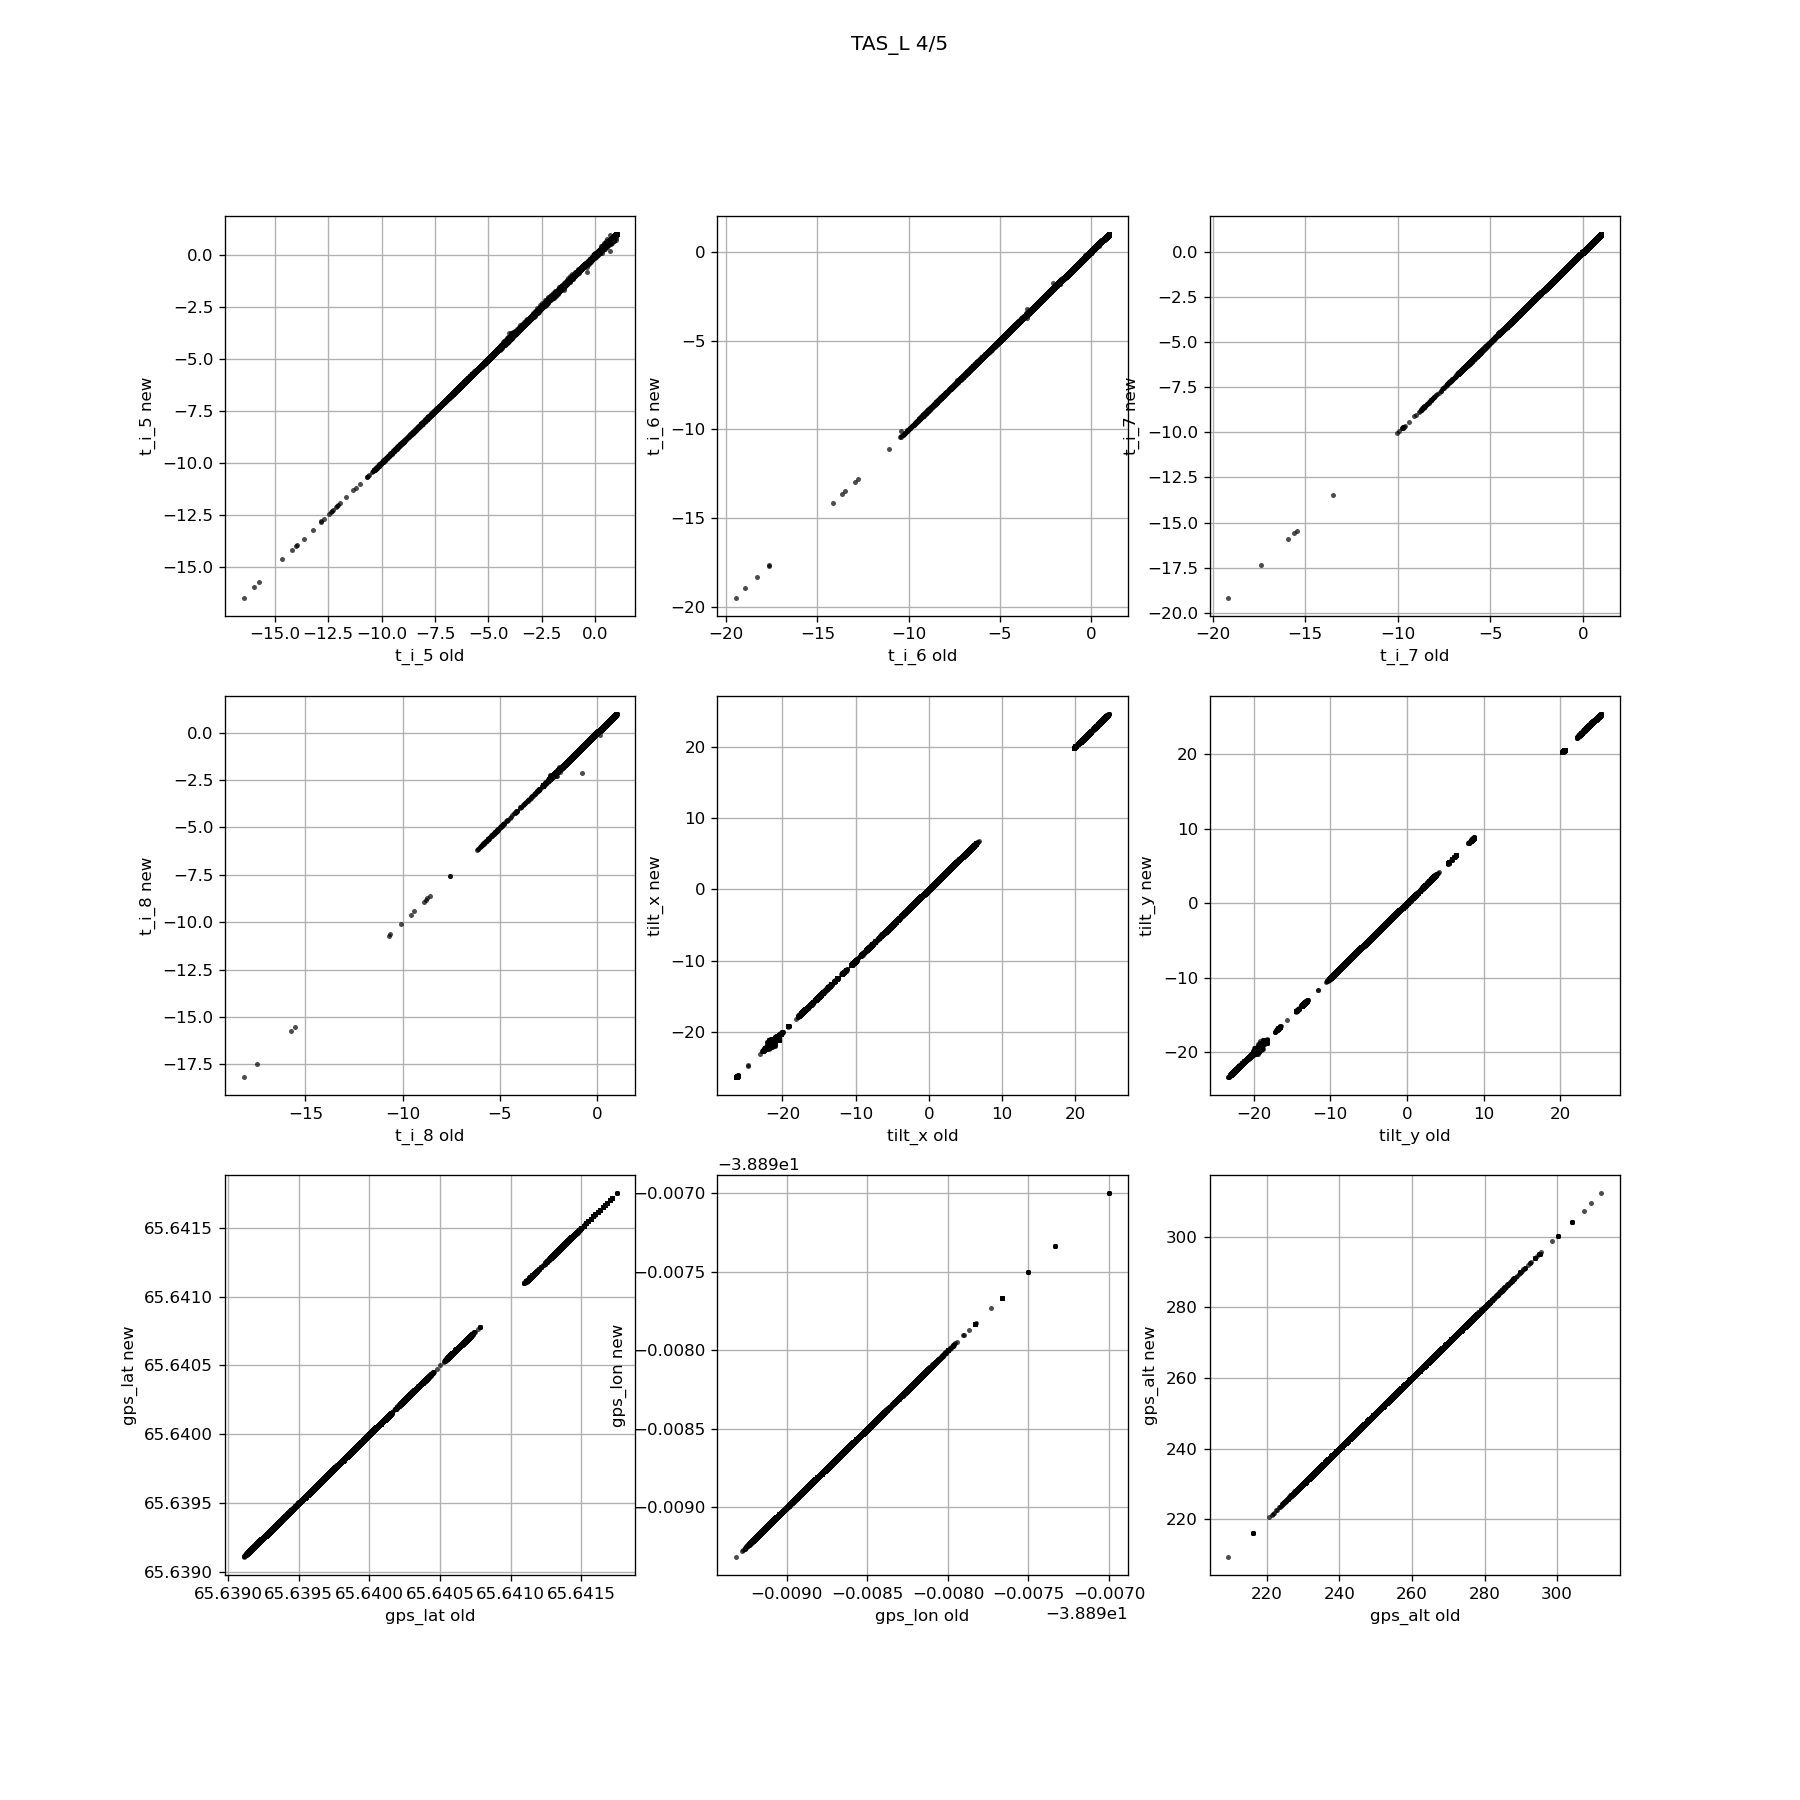 TAS_L 4/5
0.0
−2.5
−5.0
−7.5
−10.0
−12.5
−15.0
t_i_5 new
−15.0 −12.5 −10.0 −7.5 −5.0 −2.5 0.0
t_i_5 old
0
−5
−10
−15
−20
t_i_6 new
−20 −15 −10 −5 0
t_i_6 old
0.0
−2.5
−5.0
−7.5
−10.0
−12.5
−15.0
−17.5
−20.0
t_i_7 new
−20 −15 −10 −5 0
t_i_7 old
0.0
−2.5
−5.0
−7.5
−10.0
−12.5
−15.0
−17.5
t_i_8 new
−15 −10 −5 0
t_i_8 old
20
10
0
−10
−20
tilt_x new
−20 −10 0 10 20
tilt_x old
20
10
0
−10
−20
tilt_y new
−20 −10 0 10 20
tilt_y old
65.6415
65.6410
65.6405
65.6400
65.6395
65.6390
gps_lat new
65.6390 65.6395 65.6400 65.6405 65.6410 65.6415
gps_lat old
−3.889e1
−0.0070
−0.0075
−0.0080
−0.0085
−0.0090
gps_lon new
−0.0090 −0.0085 −0.0080 −0.0075 −0.0070
−3.889e1
gps_lon old
300
280
260
240
220
gps_alt new
220 240 260 280 300
gps_alt old